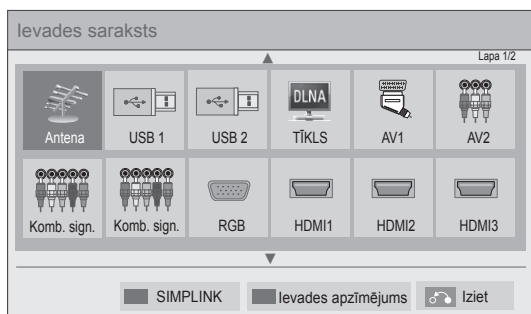 Ievades saraksts
Lapa 1/2
DLNA
Antena USB 1 USB 2 TĪKLS AV1 AV2
Komb. sign. Komb. sign. RGB HDMI1 HDMI2 HDMI3
SIMPLINK Ievades apzīmējums Iziet